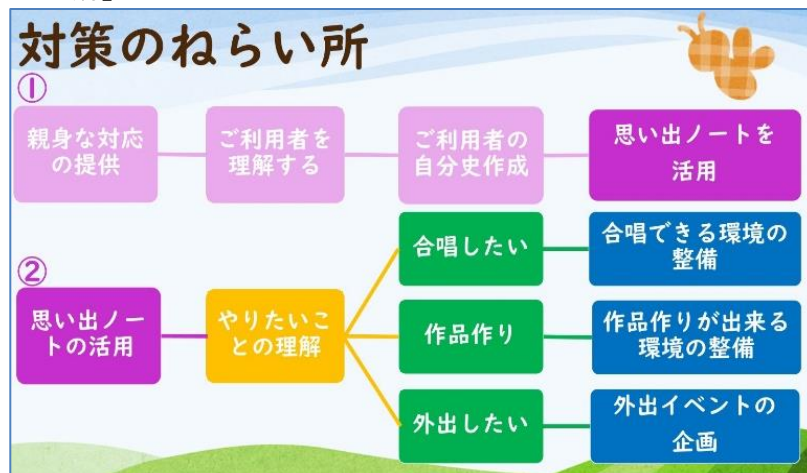 対策のねらい所
①
親身な対応
の提供
ご利用者を
理解する
ご利用者の
自分史作成
思い出ノートを
活用
②
思い出ノー
トの活用
やりたいこ
との理解
合唱したい
合唱できる環境の
整備
作品作り
作品作りが出来る
環境の整備
外出したい
外出イベントの
企画